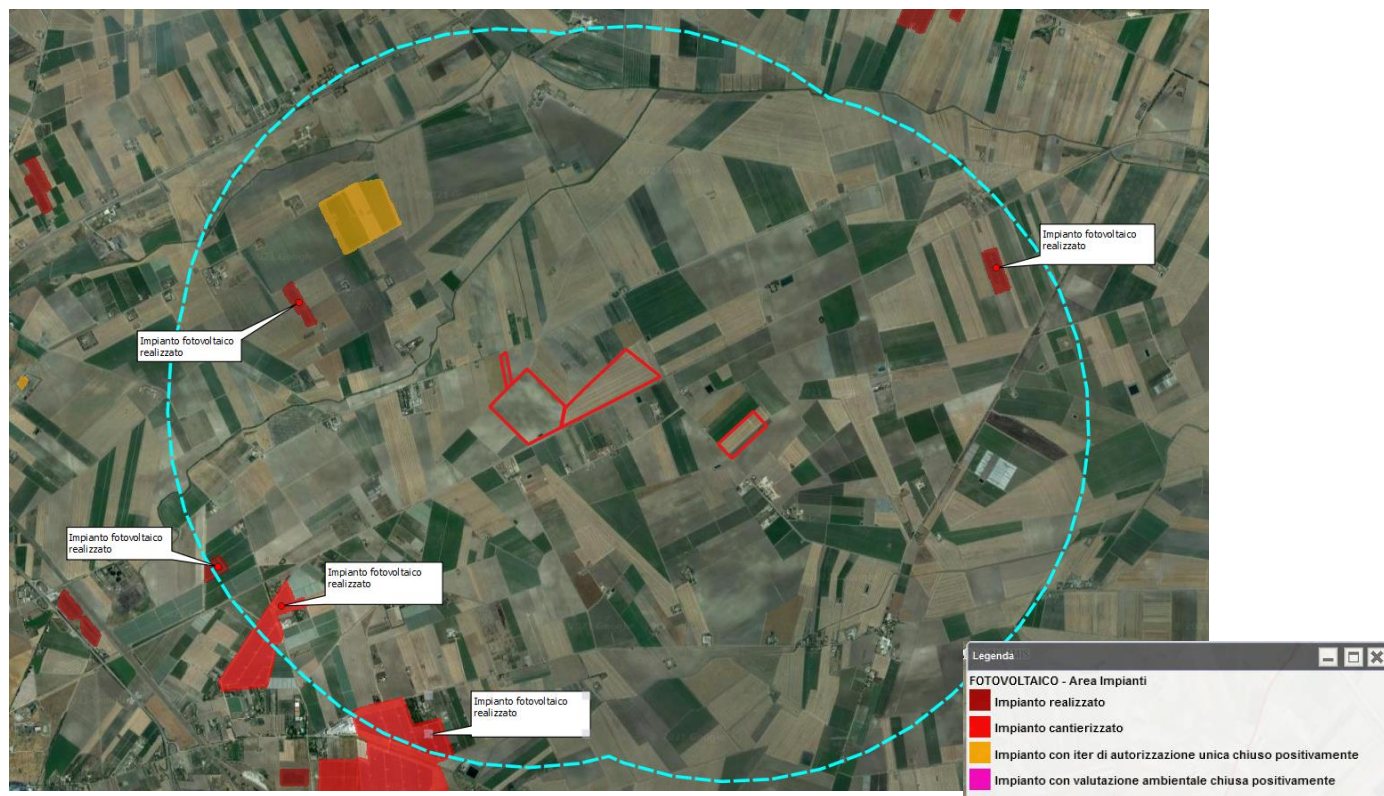 Impianto fotovoltaico
realizzato
Impianto fotovoltaico
realizzato
Impianto fotovoltaico
realizzato
Impianto fotovoltaico
realizzato
Impianto fotovoltaico
realizzato
Legenda
FOTOVOLTAICO - Area Impianti
Impianto realizzato
Impianto cantierizzato
Impianto con iter di autorizzazione unica chiuso positivamente
Impianto con valutazione ambientale chiusa positivamente